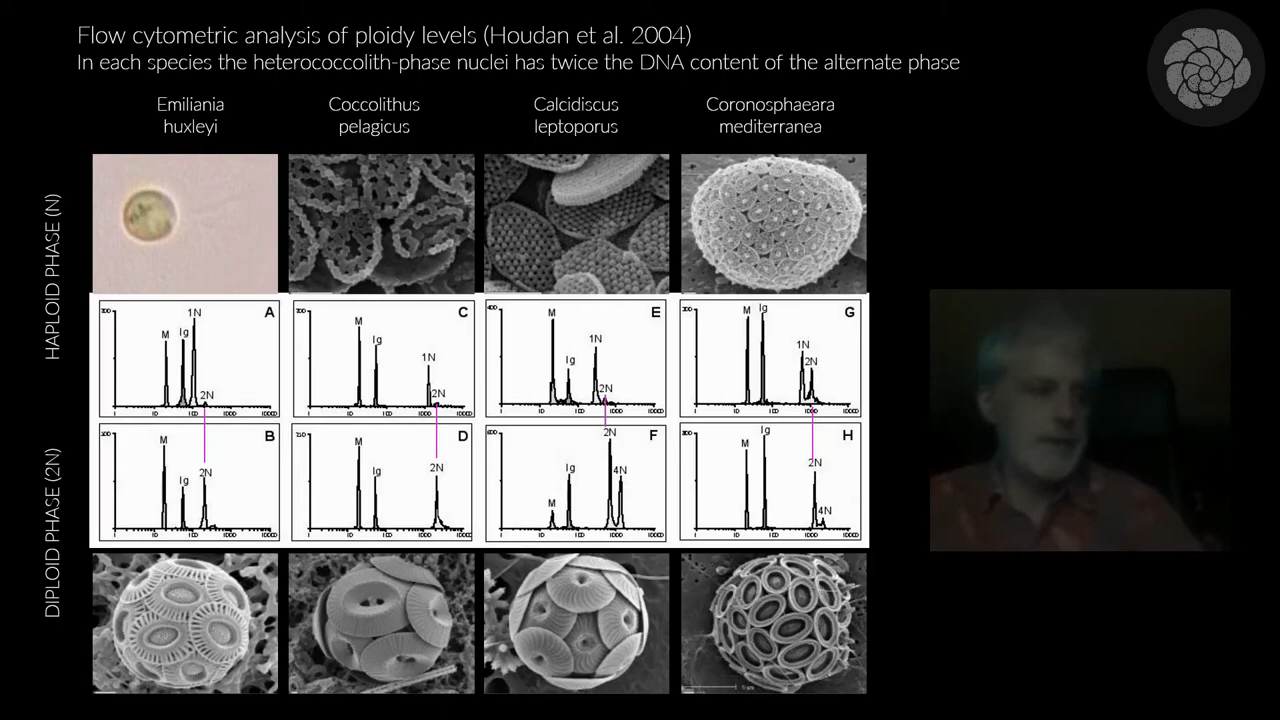 Flow cytometric analysis of ploidy levels (Houdan et al. 2004)
In each species the heterococcolith-phase nuclei has twice the DNA content of the alternate phase
Emiliania
huxleyi
Coccolithus
pelagicus
Calcidiscus
leptoporus
Coronosphaeara
mediterranea
HAPLOID PHASE (N)
A
M
Ig
1N
2N
C
M
Ig
1N
2N
E
M
Ig
1N
2N
G
M
Ig
1N
2N
DIPLOID PHASE (2N)
B
M
Ig
2N
D
M
Ig
2N
F
M
Ig
2N
4N
H
M
Ig
2N
4N